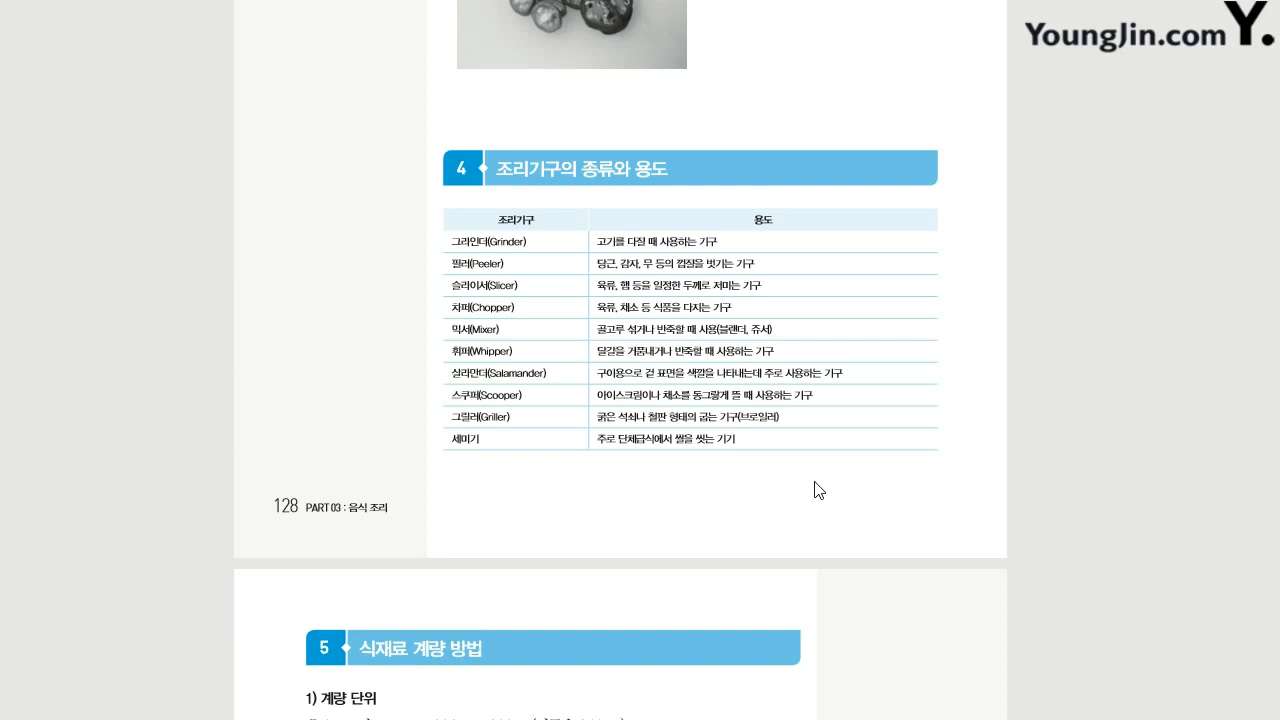 YoungJin.com Y.
4 조리기구의 종류와 용도
조리기구 용도
그라인더(Grinder) 고기를 다질 때 사용하는 기구
필러(Peeler) 당근, 감자, 무 등의 껍질을 벗기는 기구
슬라이서(Slicer) 육류, 햄 등을 일정한 두께로 저미는 기구
차퍼(Chopper) 육류, 채소 등 식품을 다지는 기구
믹서(Mixer) 골고루 섞거나 반죽할 때 사용(블랜더, 쥬서)
휘퍼(Whipper) 달걀을 거품내거나 반죽할 때 사용하는 기구
살라만더(Salamander) 구이용으로 겉 표면을 색깔을 나타내는데 주로 사용하는 기구
스쿠퍼(Scooper) 아이스크림이나 채소를 동그랗게 뜰 때 사용하는 기구
그릴러(Griller) 굵은 석쇠나 철판 형태의 굽는 기구(브로일러)
세미기 주로 단체급식에서 쌀을 씻는 기기
128 PART 03 : 음식 조리
5 식재료 계량 방법
1) 계량 단위